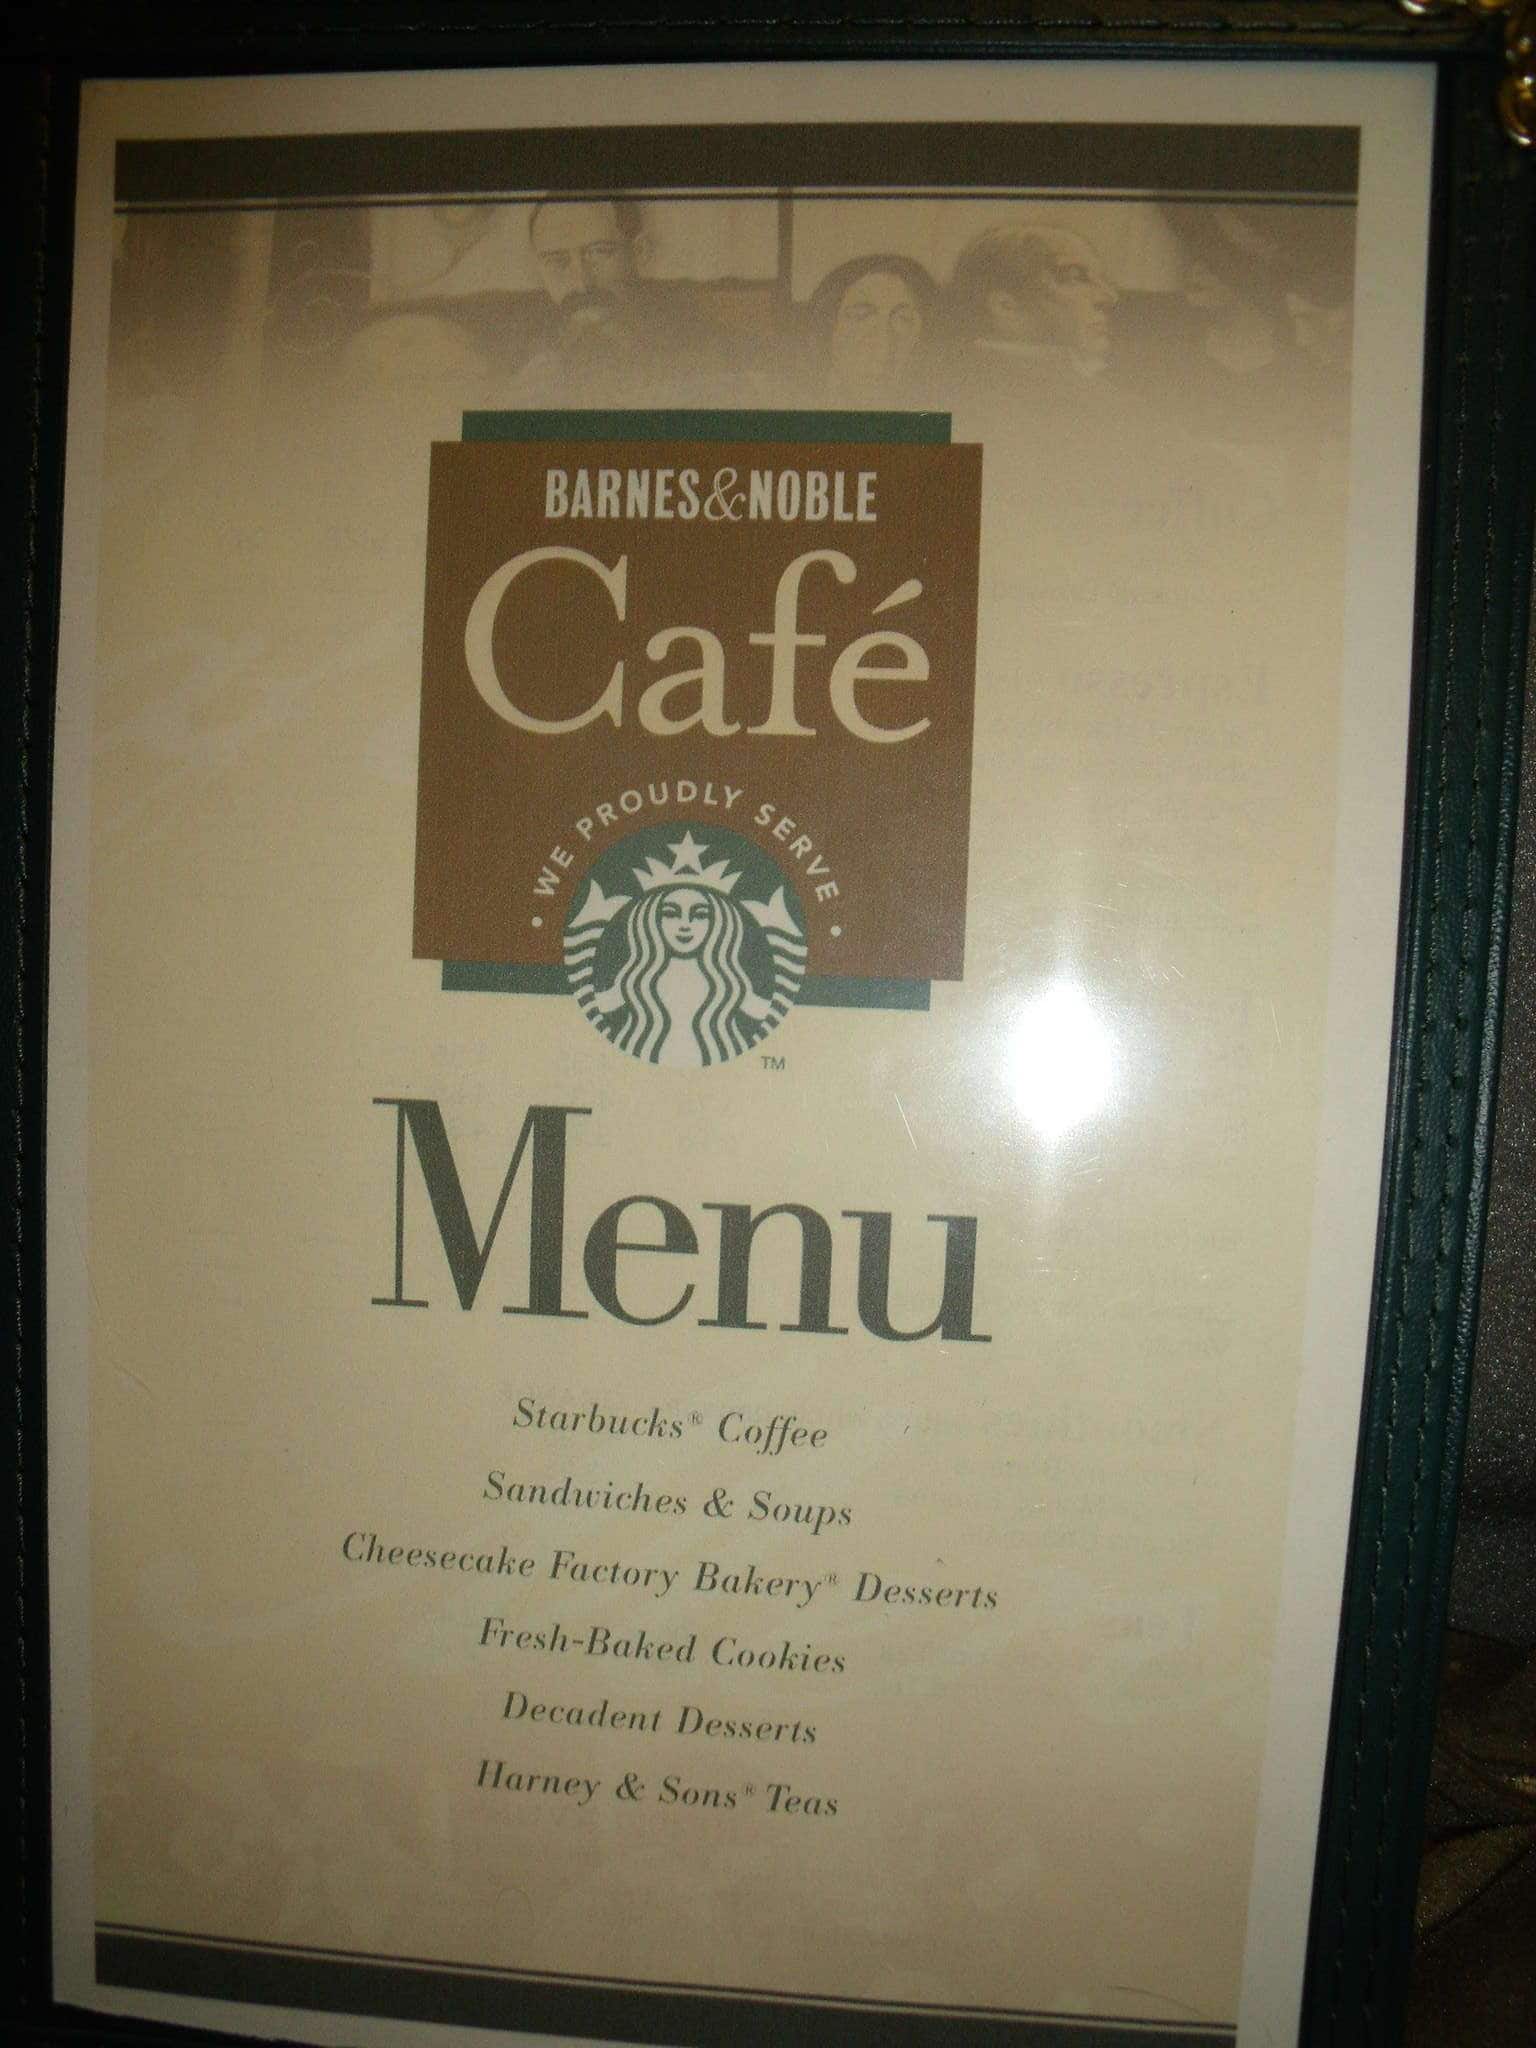 BARNES&NOBLE
Café
• WE PROUDLY SERVE •
TM
Menu
Starbucks® Coffee
Sandwiches & Soups
Cheesecake Factory Bakery® Desserts
Fresh-Baked Cookies
Decadent Desserts
Harney & Sons® Teas